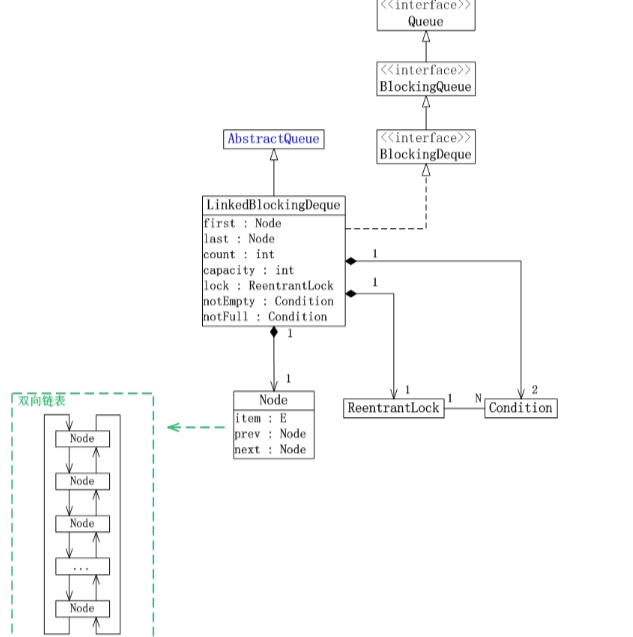 <<interface>>
Queue
<<interface>>
BlockingQueue
<<interface>>
BlockingDeque
AbstractQueue
LinkedBlockingDeque
first : Node
last : Node
count : int
capacity : int
lock : ReentrantLock
notEmpty : Condition
notFull : Condition
1
1
1
1
1
2
Node
item : E
prev : Node
next : Node
ReentrantLock
1
N
Condition
双向链表
Node
Node
Node
...
Node